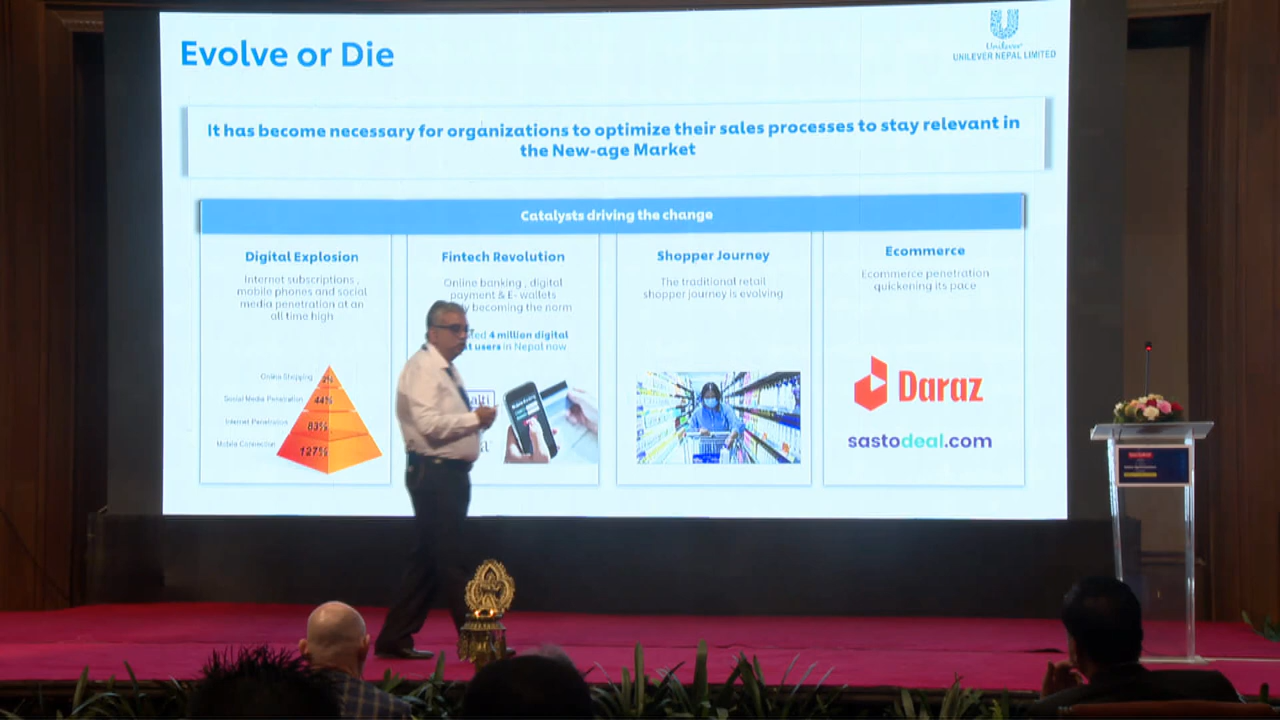 Evolve or Die
Unilever
UNILEVER NEPAL LIMITED
It has become necessary for organizations to optimize their sales processes to stay relevant in
the New-age Market
Catalysts driving the change
Digital Explosion
Internet subscriptions ,
mobile phones and social
media penetration at an
all time high
Online Shopping
3%
Social Media Penetration
44%
Internet Penetration
83%
Mobile Connection
127%
Fintech Revolution
Online banking , digital
payment & E- wallets
becoming the norm
4 million digital
users in Nepal now
Shopper Journey
The traditional retail
shopper journey is evolving
Ecommerce
Ecommerce penetration
quickening its pace
Daraz
sastodeal.com